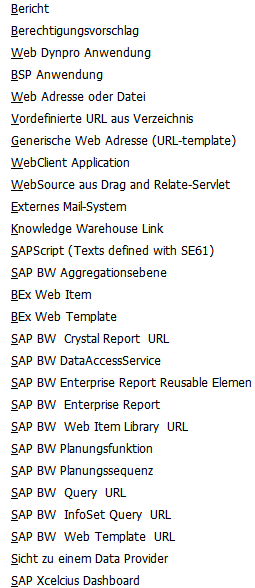 Bericht
Berechtigungsvorschlag
Web Dynpro Anwendung
BSP Anwendung
Web Adresse oder Datei
Vordefinierte URL aus Verzeichnis
Generische Web Adresse (URL-template)
WebClient Application
WebSource aus Drag and Relate-Servlet
Externes Mail-System
Knowledge Warehouse Link
SAPScript (Texts defined with SE61)
SAP BW Aggregationsebene
BEx Web Item
BEx Web Template
SAP BW  Crystal Report  URL
SAP BW DataAccessService
SAP BW Enterprise Report Reusable Elemen
SAP BW  Enterprise Report
SAP BW  Web Item Library  URL
SAP BW Planungsfunktion
SAP BW Planungssequenz
SAP BW  Query  URL
SAP BW  InfoSet Query  URL
SAP BW  Web Template  URL
Sicht zu einem Data Provider
SAP Xcelcius Dashboard